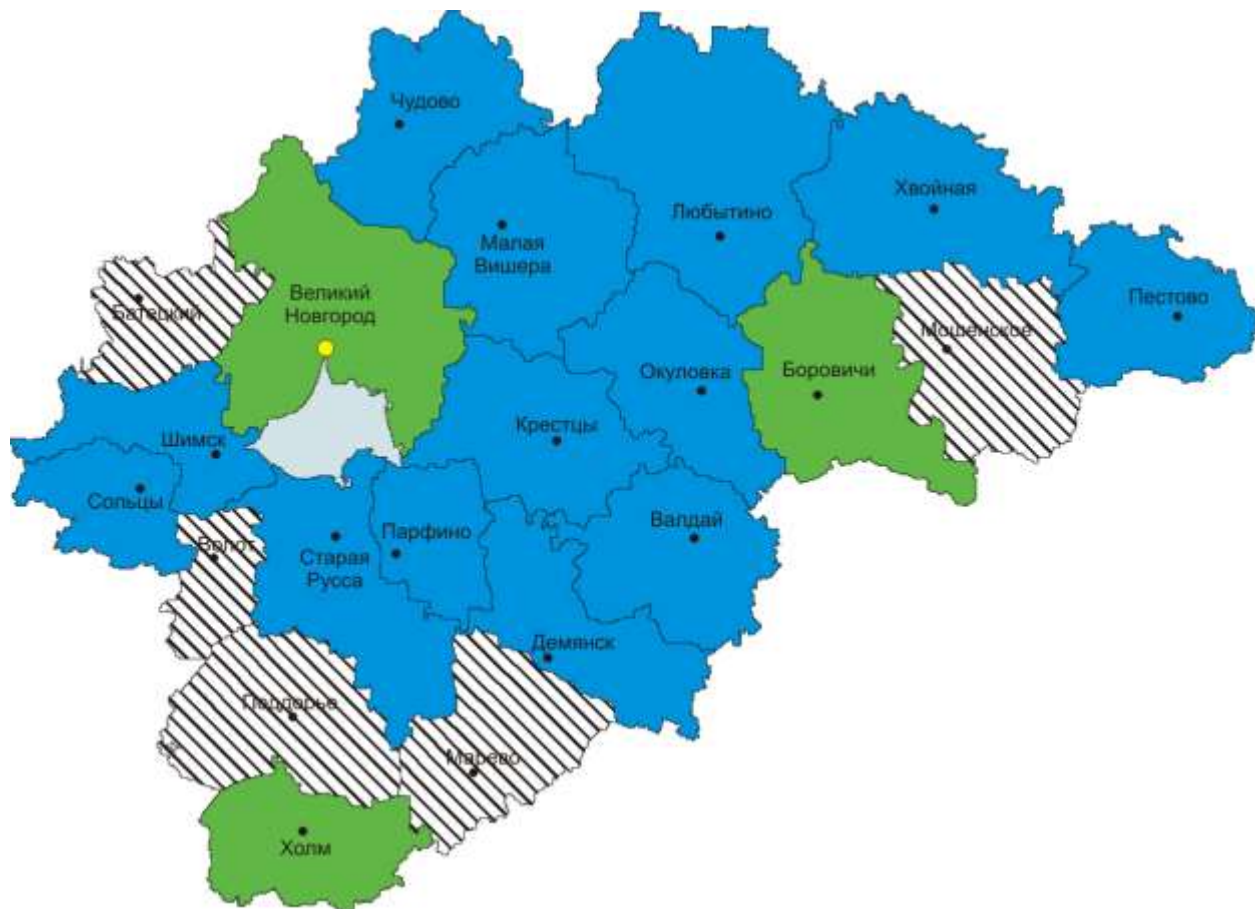 Чудово
Хвойная
Любытино
Малая
Вишера
Великий
Новгород
Батецкий
Пестово
Мошенское
Окуловка
Боровичи
Крестцы
Шимск
Сольцы
Валдай
Парфино
Волот
Старая
Русса
Демянск
Поддорье
Марёво
Холм